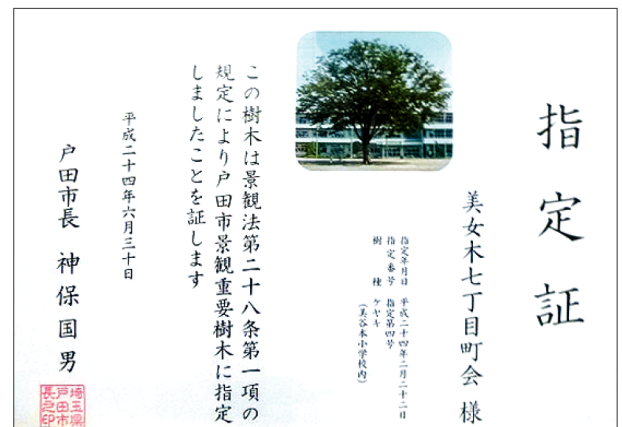 指定証
美女木七丁目町会 様
指定年月日 平成二十四年二月二十二日
指定番号 指定第四号
樹種 ケヤキ
(美谷本小学校内)
この樹木は景観法第二十八条第一項の
規定により戸田市景観重要樹木に指定
しましたことを証します
平成二十四年六月三十日
戸田市長 神保国男
埼玉県
戸田市
長之印